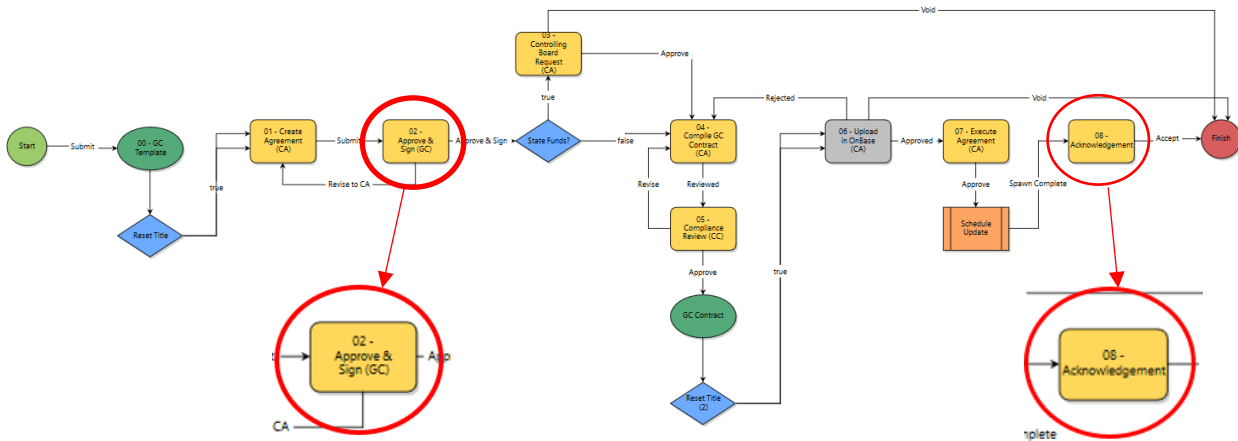 Void
03 -
Controlling
Board
Request
(CA)
Approve
true
Rejected
Void
Start
Submit
00 - GC
Template
01 - Create
Agreement
(CA)
Submit
02 -
Approve &
Sign (GC)
Approve & Sign
State Funds?
false
04 -
Compile GC
Contract
(CA)
06 - Upload
in OnBase
(CA)
Approved
07 - Execute
Agreement
(CA)
08 -
Acknowledgement
Accept
Finish
true
Revise to CA
Revise
Reviewed
Approve
Spawn Complete
Reset Title
05 -
Compliance
Review (CC)
Schedule
Update
Approve
true
GC Contract
02 -
Approve &
Sign (GC)
App
CA
08 -
Acknowledgement
mplete
Reset Title
(2)